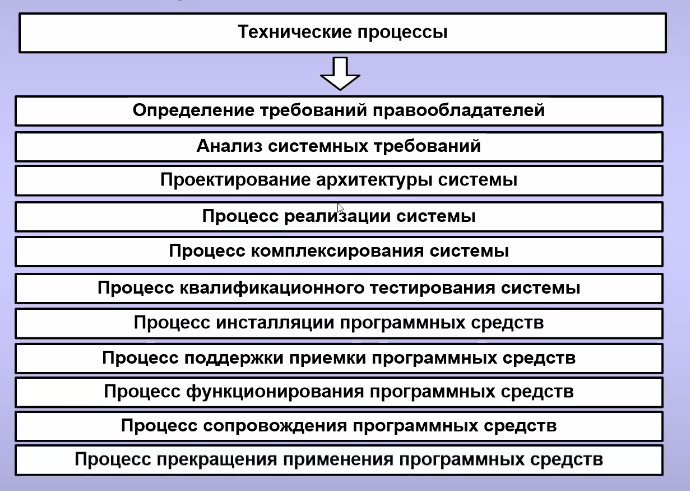 Технические процессы
Определение требований правообладателей
Анализ системных требований
Проектирование архитектуры системы
Процесс реализации системы
Процесс комплексирования системы
Процесс квалификационного тестирования системы
Процесс инсталляции программных средств
Процесс поддержки приемки программных средств
Процесс функционирования программных средств
Процесс сопровождения программных средств
Процесс прекращения применения программных средств